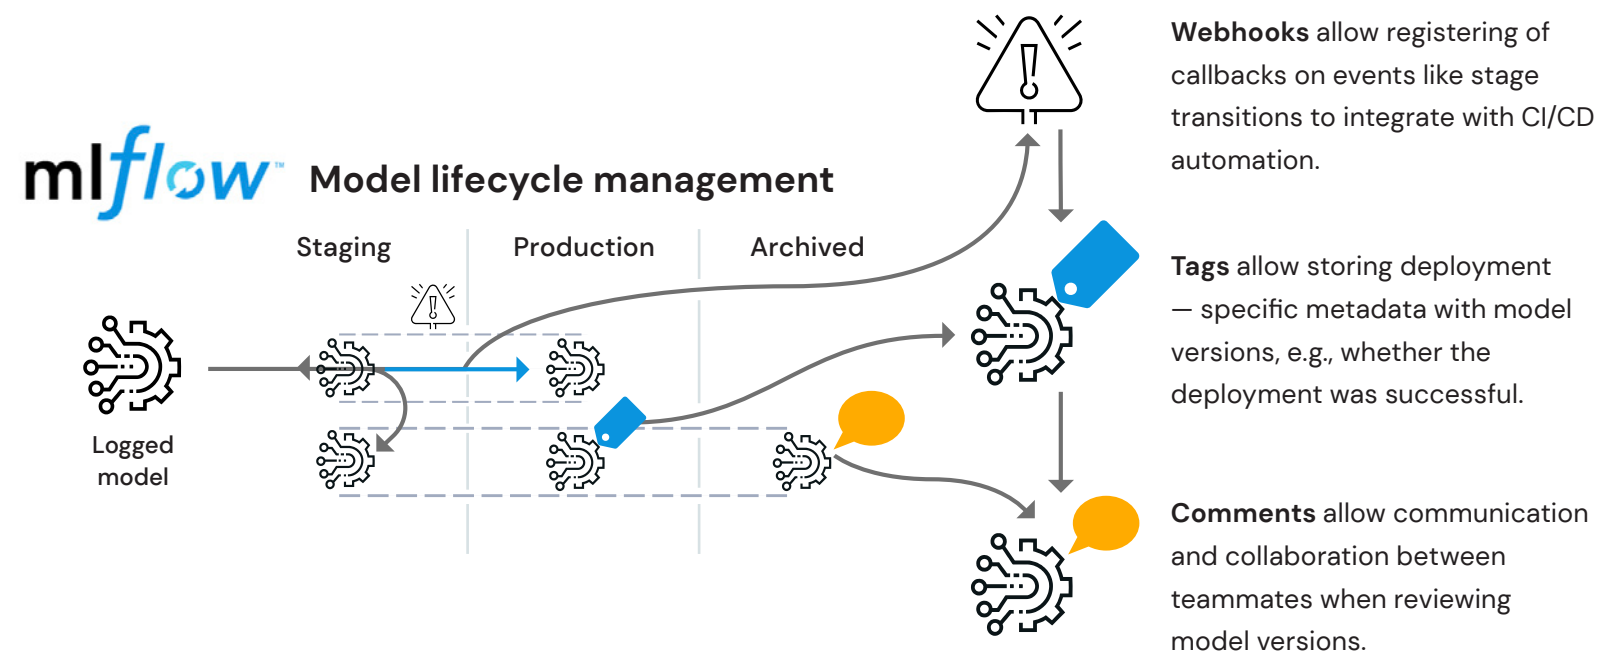 mlflow™
Model lifecycle management
Staging
Production
Archived
Logged
model
Webhooks allow registering of
callbacks on events like stage
transitions to integrate with CI/CD
automation.
Tags allow storing deployment
— specific metadata with model
versions, e.g., whether the
deployment was successful.
Comments allow communication
and collaboration between
teammates when reviewing
model versions.